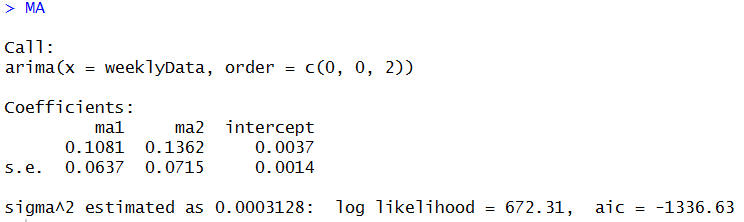 > MA
Call:
arima(x = weeklyData, order = c(0, 0, 2))
Coefficients:
ma1 ma2 intercept
0.1081 0.1362 0.0037
s.e. 0.0637 0.0715 0.0014
sigma^2 estimated as 0.0003128: log likelihood = 672.31, aic = -1336.63